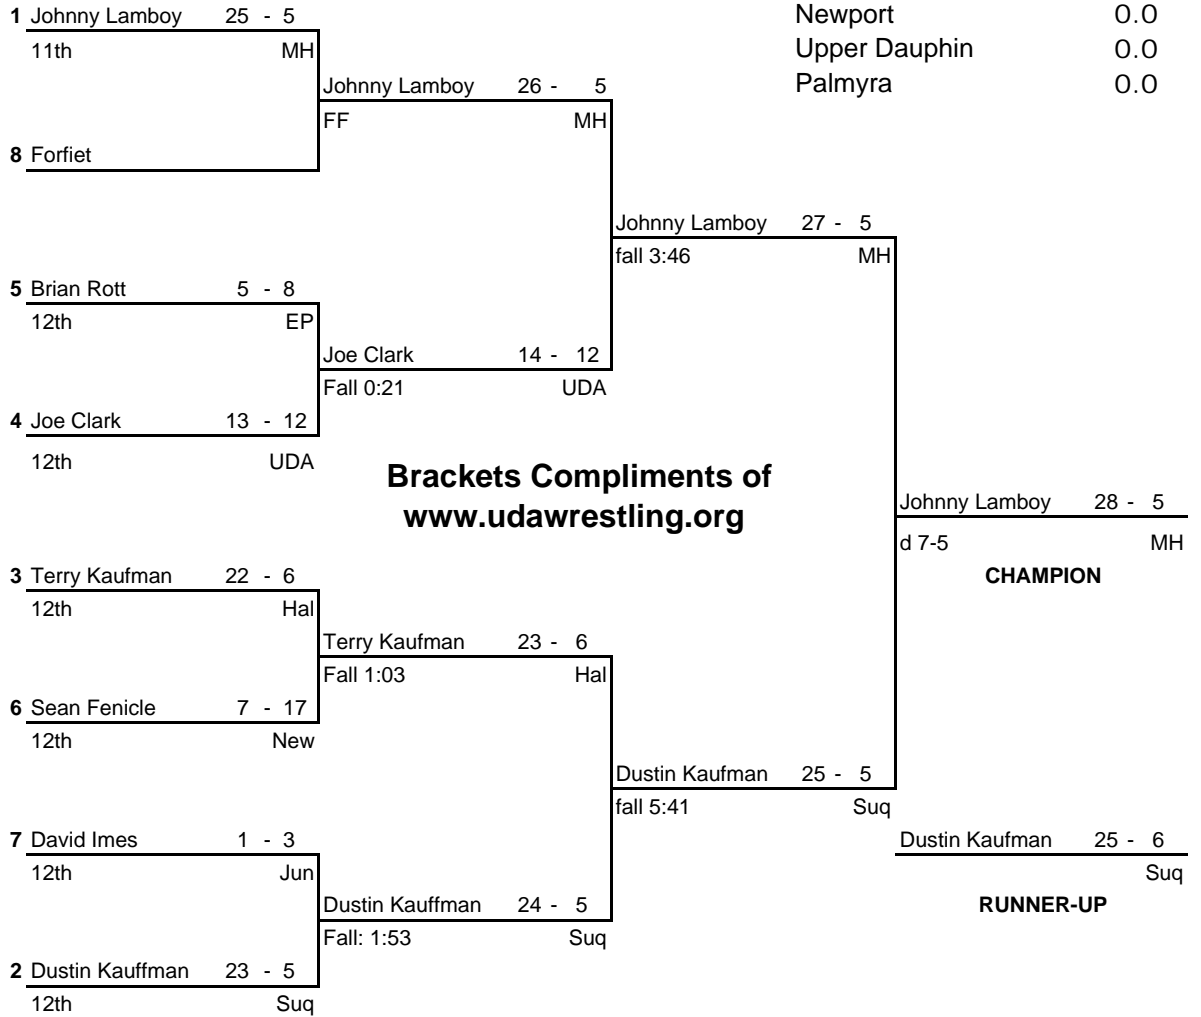 1 Johnny Lamboy 25 - 5
11th MH
Newport 0.0
Upper Dauphin 0.0
Palmyra 0.0
Johnny Lamboy 26 - 5
FF MH
8 Forfiet
Johnny Lamboy 27 - 5
fall 3:46 MH
5 Brian Rott 5 - 8
12th EP
Joe Clark 14 - 12
Fall 0:21 UDA
4 Joe Clark 13 - 12
12th UDA
Brackets Compliments of
www.udawrestling.org
Johnny Lamboy 28 - 5
d 7-5 MH
CHAMPION
3 Terry Kaufman 22 - 6
12th Hal
Terry Kaufman 23 - 6
Fall 1:03 Hal
6 Sean Fenicle 7 - 17
12th New
Dustin Kaufman 25 - 5
fall 5:41 Suq
7 David Imes 1 - 3
12th Jun
Dustin Kaufman 25 - 6
Suq
RUNNER-UP
Dustin Kauffman 24 - 5
Fall: 1:53 Suq
2 Dustin Kauffman 23 - 5
12th Suq